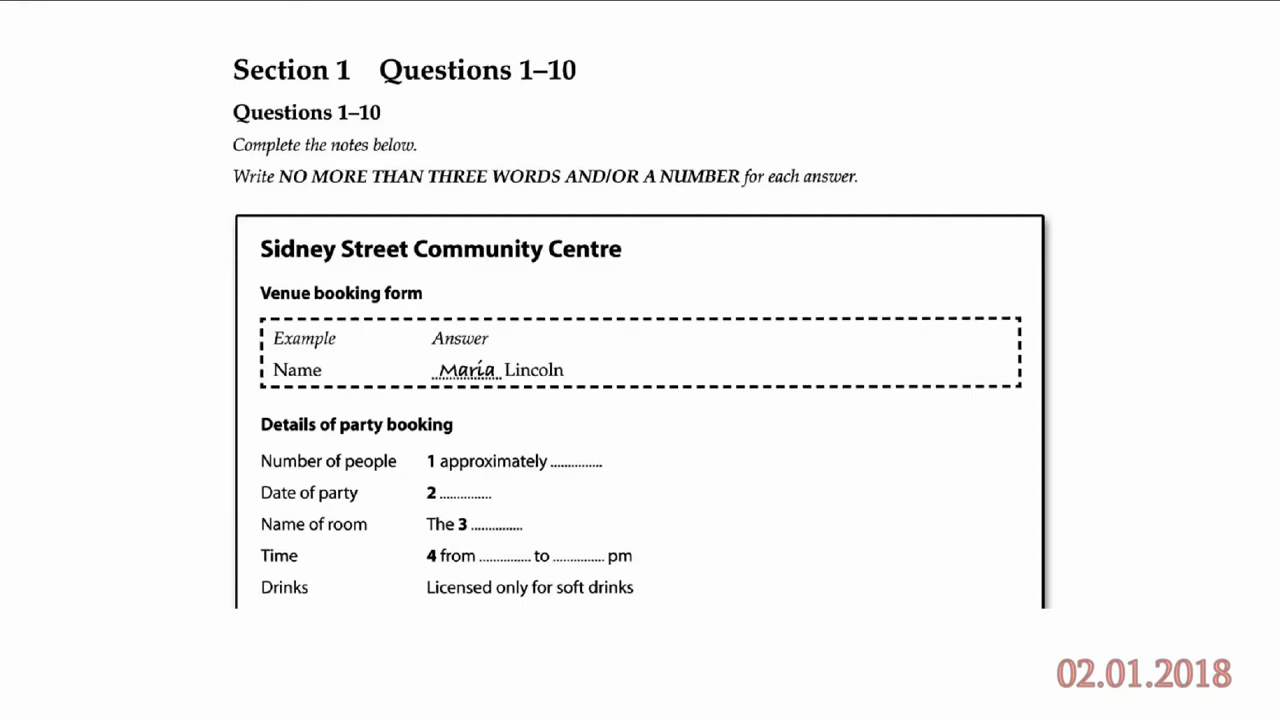 Section 1 Questions 1–10
Questions 1–10
Complete the notes below.
Write NO MORE THAN THREE WORDS AND/OR A NUMBER for each answer.
Sidney Street Community Centre
Venue booking form
Example Answer
Name María Lincoln
Details of party booking
Number of people 1 approximately ..............
Date of party 2 ..............
Name of room The 3 ..............
Time 4 from .............. to .............. pm
Drinks Licensed only for soft drinks
02.01.2018